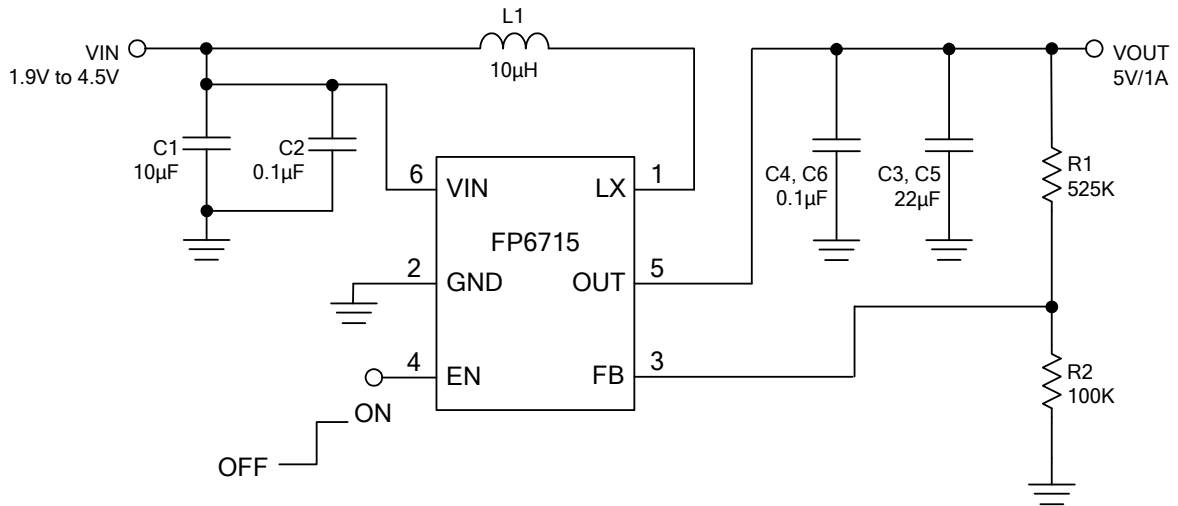 L1
10µH
VIN
1.9V to 4.5V
VOUT
5V/1A
C1
10µF
C2
0.1µF
C4, C6
0.1µF
C3, C5
22µF
R1
525K
6
VIN
LX
1
FP6715
2
GND
OUT
5
4
EN
FB
3
R2
100K
ON
OFF